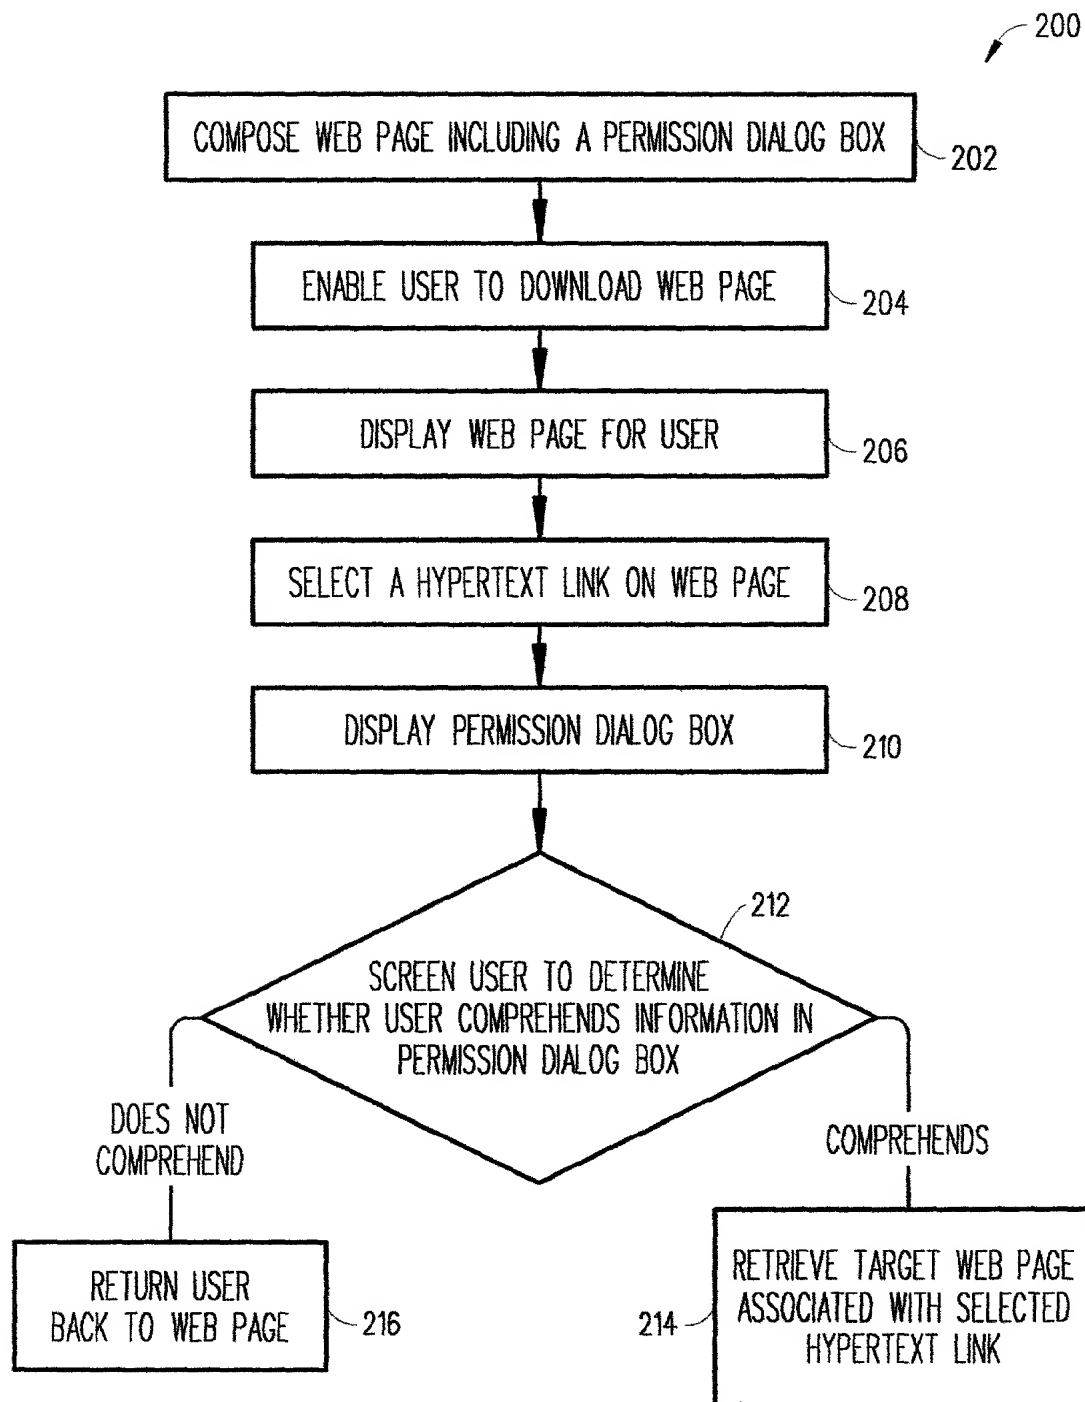 200
COMPOSE WEB PAGE INCLUDING A PERMISSION DIALOG BOX
202
ENABLE USER TO DOWNLOAD WEB PAGE
204
DISPLAY WEB PAGE FOR USER
206
SELECT A HYPERTEXT LINK ON WEB PAGE
208
DISPLAY PERMISSION DIALOG BOX
210
212
SCREEN USER TO DETERMINE
WHETHER USER COMPREHENDS INFORMATION IN
PERMISSION DIALOG BOX
DOES NOT
COMPREHEND
COMPREHENDS
RETURN USER
BACK TO WEB PAGE
216
214
RETRIEVE TARGET WEB PAGE
ASSOCIATED WITH SELECTED
HYPERTEXT LINK